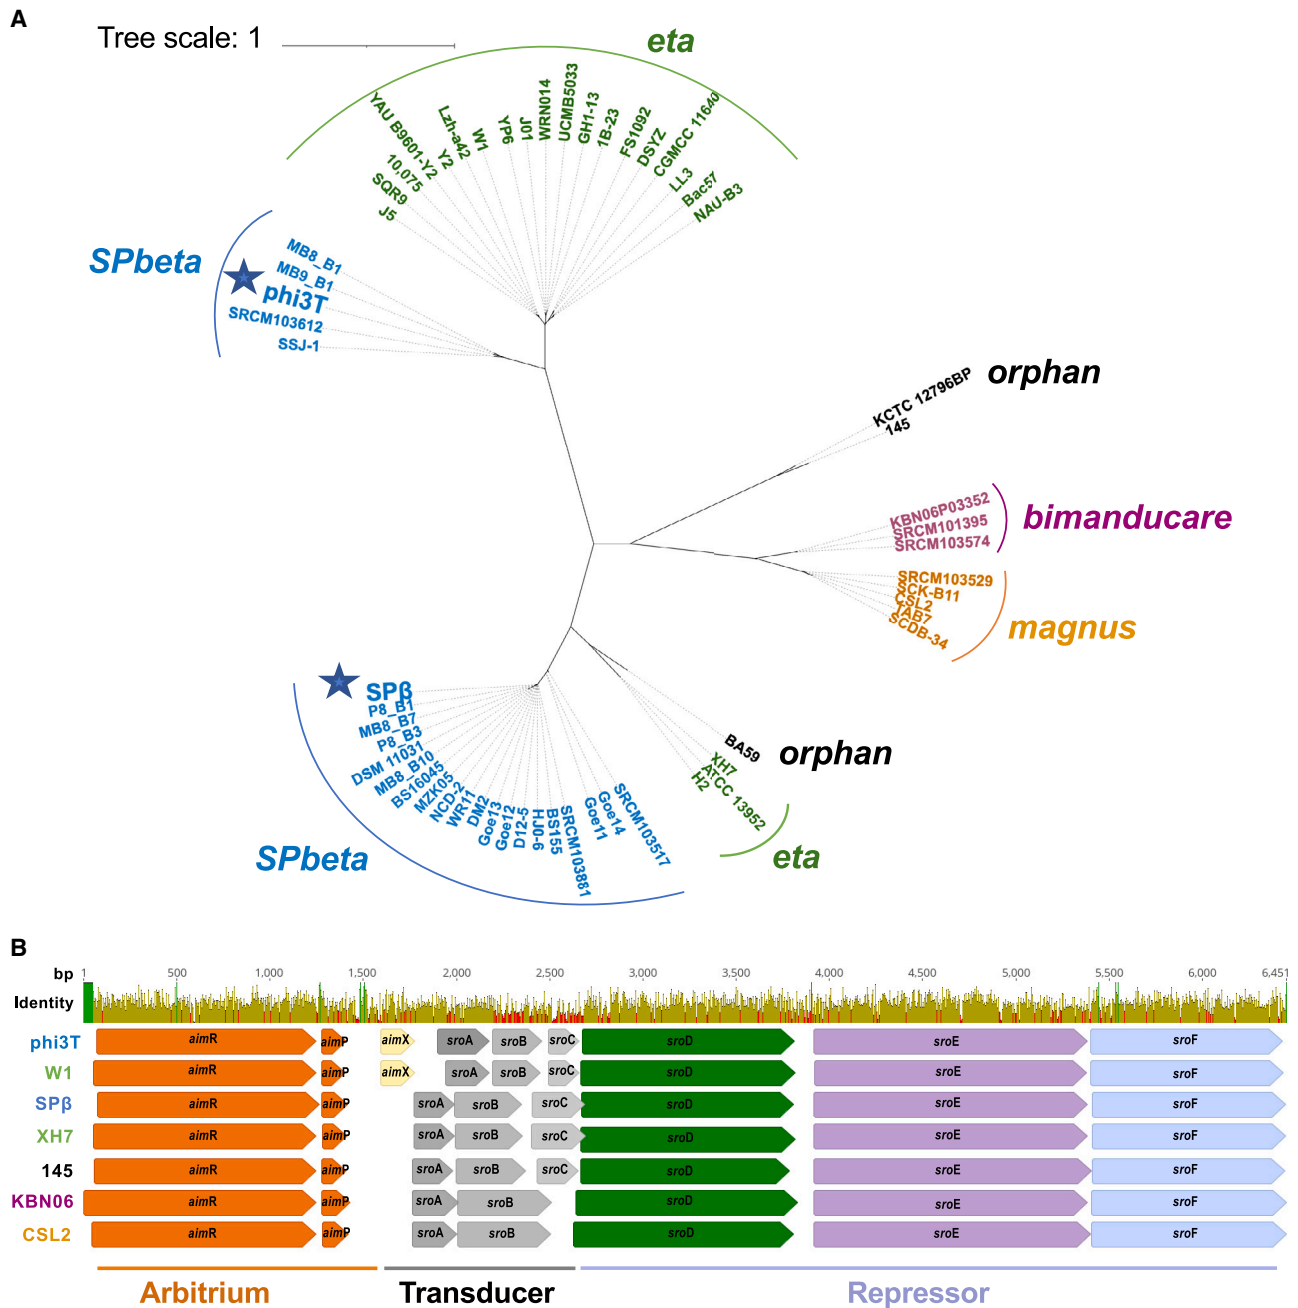 A
Tree scale: 1
eta
YAU B9601-Y2
Lzh-a42
Y2
W1
YP6
J01
WRN014
UCMB5033
GH1-13
1B-23
FS1092
DSYZ
CGMCC 11640
10,075
SQR9
J5
LL3
Bac57
NAU-B3
SPbeta
MB8_B1
MB9_B1
phi3T
SRCM103612
SSJ-1
orphan
KCTC 12796BP
145
bimanducare
KBN06P03352
SRCM101395
SRCM103574
magnus
SRCM103529
SCK-B11
CSL2
TAB7
SCDB-34
SPβ
P8_B1
MB8_B7
P8_B3
DSM 11031
MB8_B10
BS16045
MZK05
NCD-2
WR11
DM2
Goe13
Goe12
D12-5
HJ0-6
BS155
SRCM103881
Goe11
Goe14
SRCM103517
SPbeta
BA59
orphan
XH7
ATCC 13952
H2
eta
B
bp 1 500 1,000 1,500 2,000 2,500 3,000 3,500 4,000 4,500 5,000 5,500 6,000 6,451
Identity
phi3T aimR aimP aimX sroA sroB sroC sroD sroE sroF
W1 aimR aimP aimX sroA sroB sroC sroD sroE sroF
SPβ aimR aimP sroA sroB sroC sroD sroE sroF
XH7 aimR aimP sroA sroB sroC sroD sroE sroF
145 aimR aimP sroA sroB sroC sroD sroE sroF
KBN06 aimR aimP sroA sroB sroD sroE sroF
CSL2 aimR aimP sroA sroB sroD sroE sroF
Arbitrium Transducer Repressor